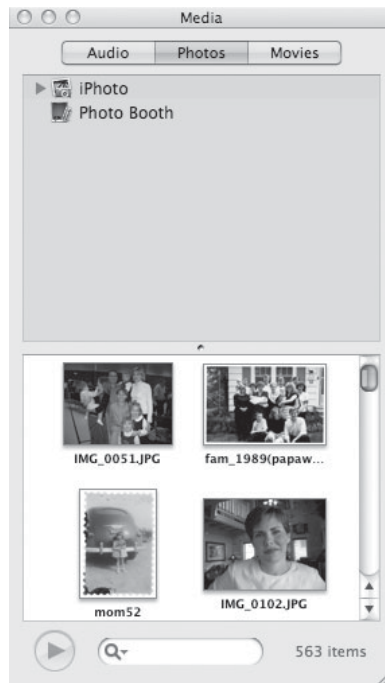 Media
Audio Photos Movies
iPhoto
Photo Booth
IMG_0051.JPG fam_1989(papaw...
mom52 IMG_0102.JPG
563 items